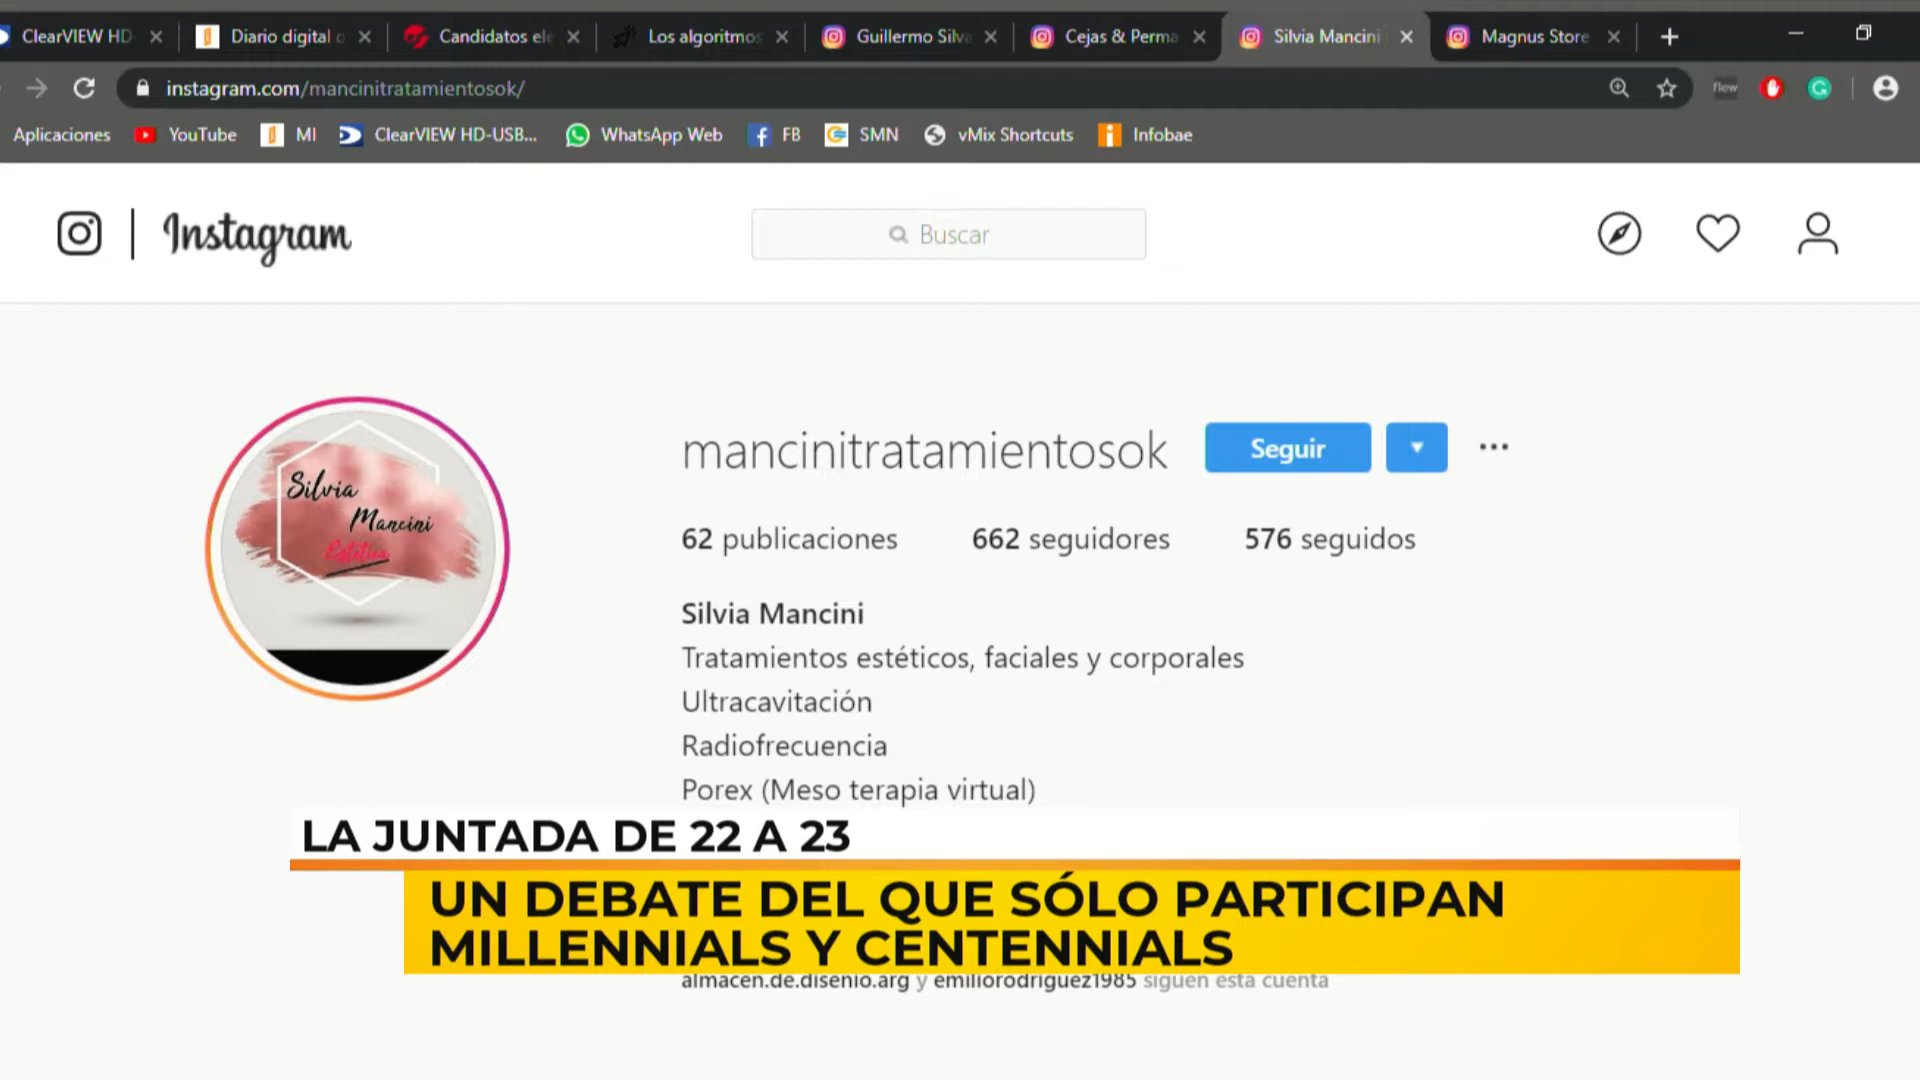 ClearVIEW HD
Diario digital o
Candidatos ele
Los algoritmos
Guillermo Silva
Cejas & Perma
Silvia Mancini
Magnus Store
instagram.com/mancinitratamientosok/
flow
Aplicaciones
YouTube
MI
ClearVIEW HD-USB...
WhatsApp Web
FB
SMN
vMix Shortcuts
Infobae
Instagram
Buscar
Silvia
Mancini
Estética
mancinitratamientosok
Seguir
62 publicaciones
662 seguidores
576 seguidos
Silvia Mancini
Tratamientos estéticos, faciales y corporales
Ultracavitación
Radiofrecuencia
Porex (Meso terapia virtual)
LA JUNTADA DE 22 A 23
UN DEBATE DEL QUE SÓLO PARTICIPAN
MILLENNIALS Y CENTENNIALS
almacen.de.disenio.arg y emiliorodriguez1985 siguen esta cuenta